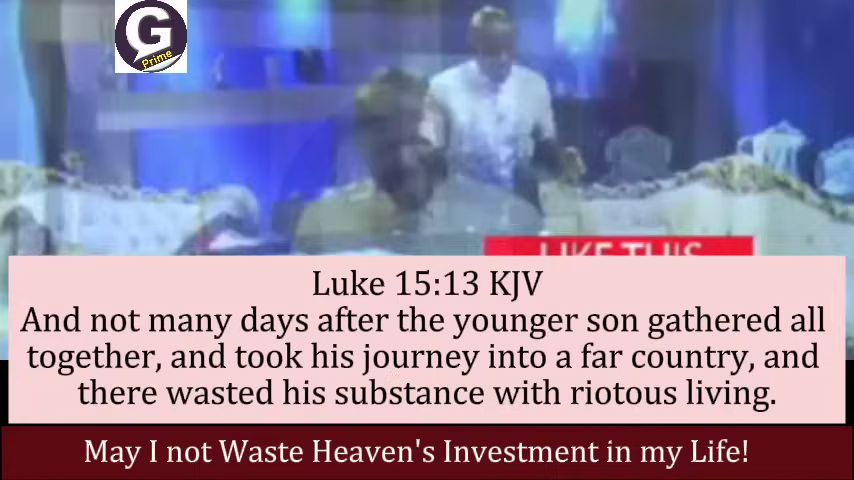 G
Prime
LIKE THIS
Luke 15:13 KJV
And not many days after the younger son gathered all
together, and took his journey into a far country, and
there wasted his substance with riotous living.
May I not Waste Heaven's Investment in my Life!